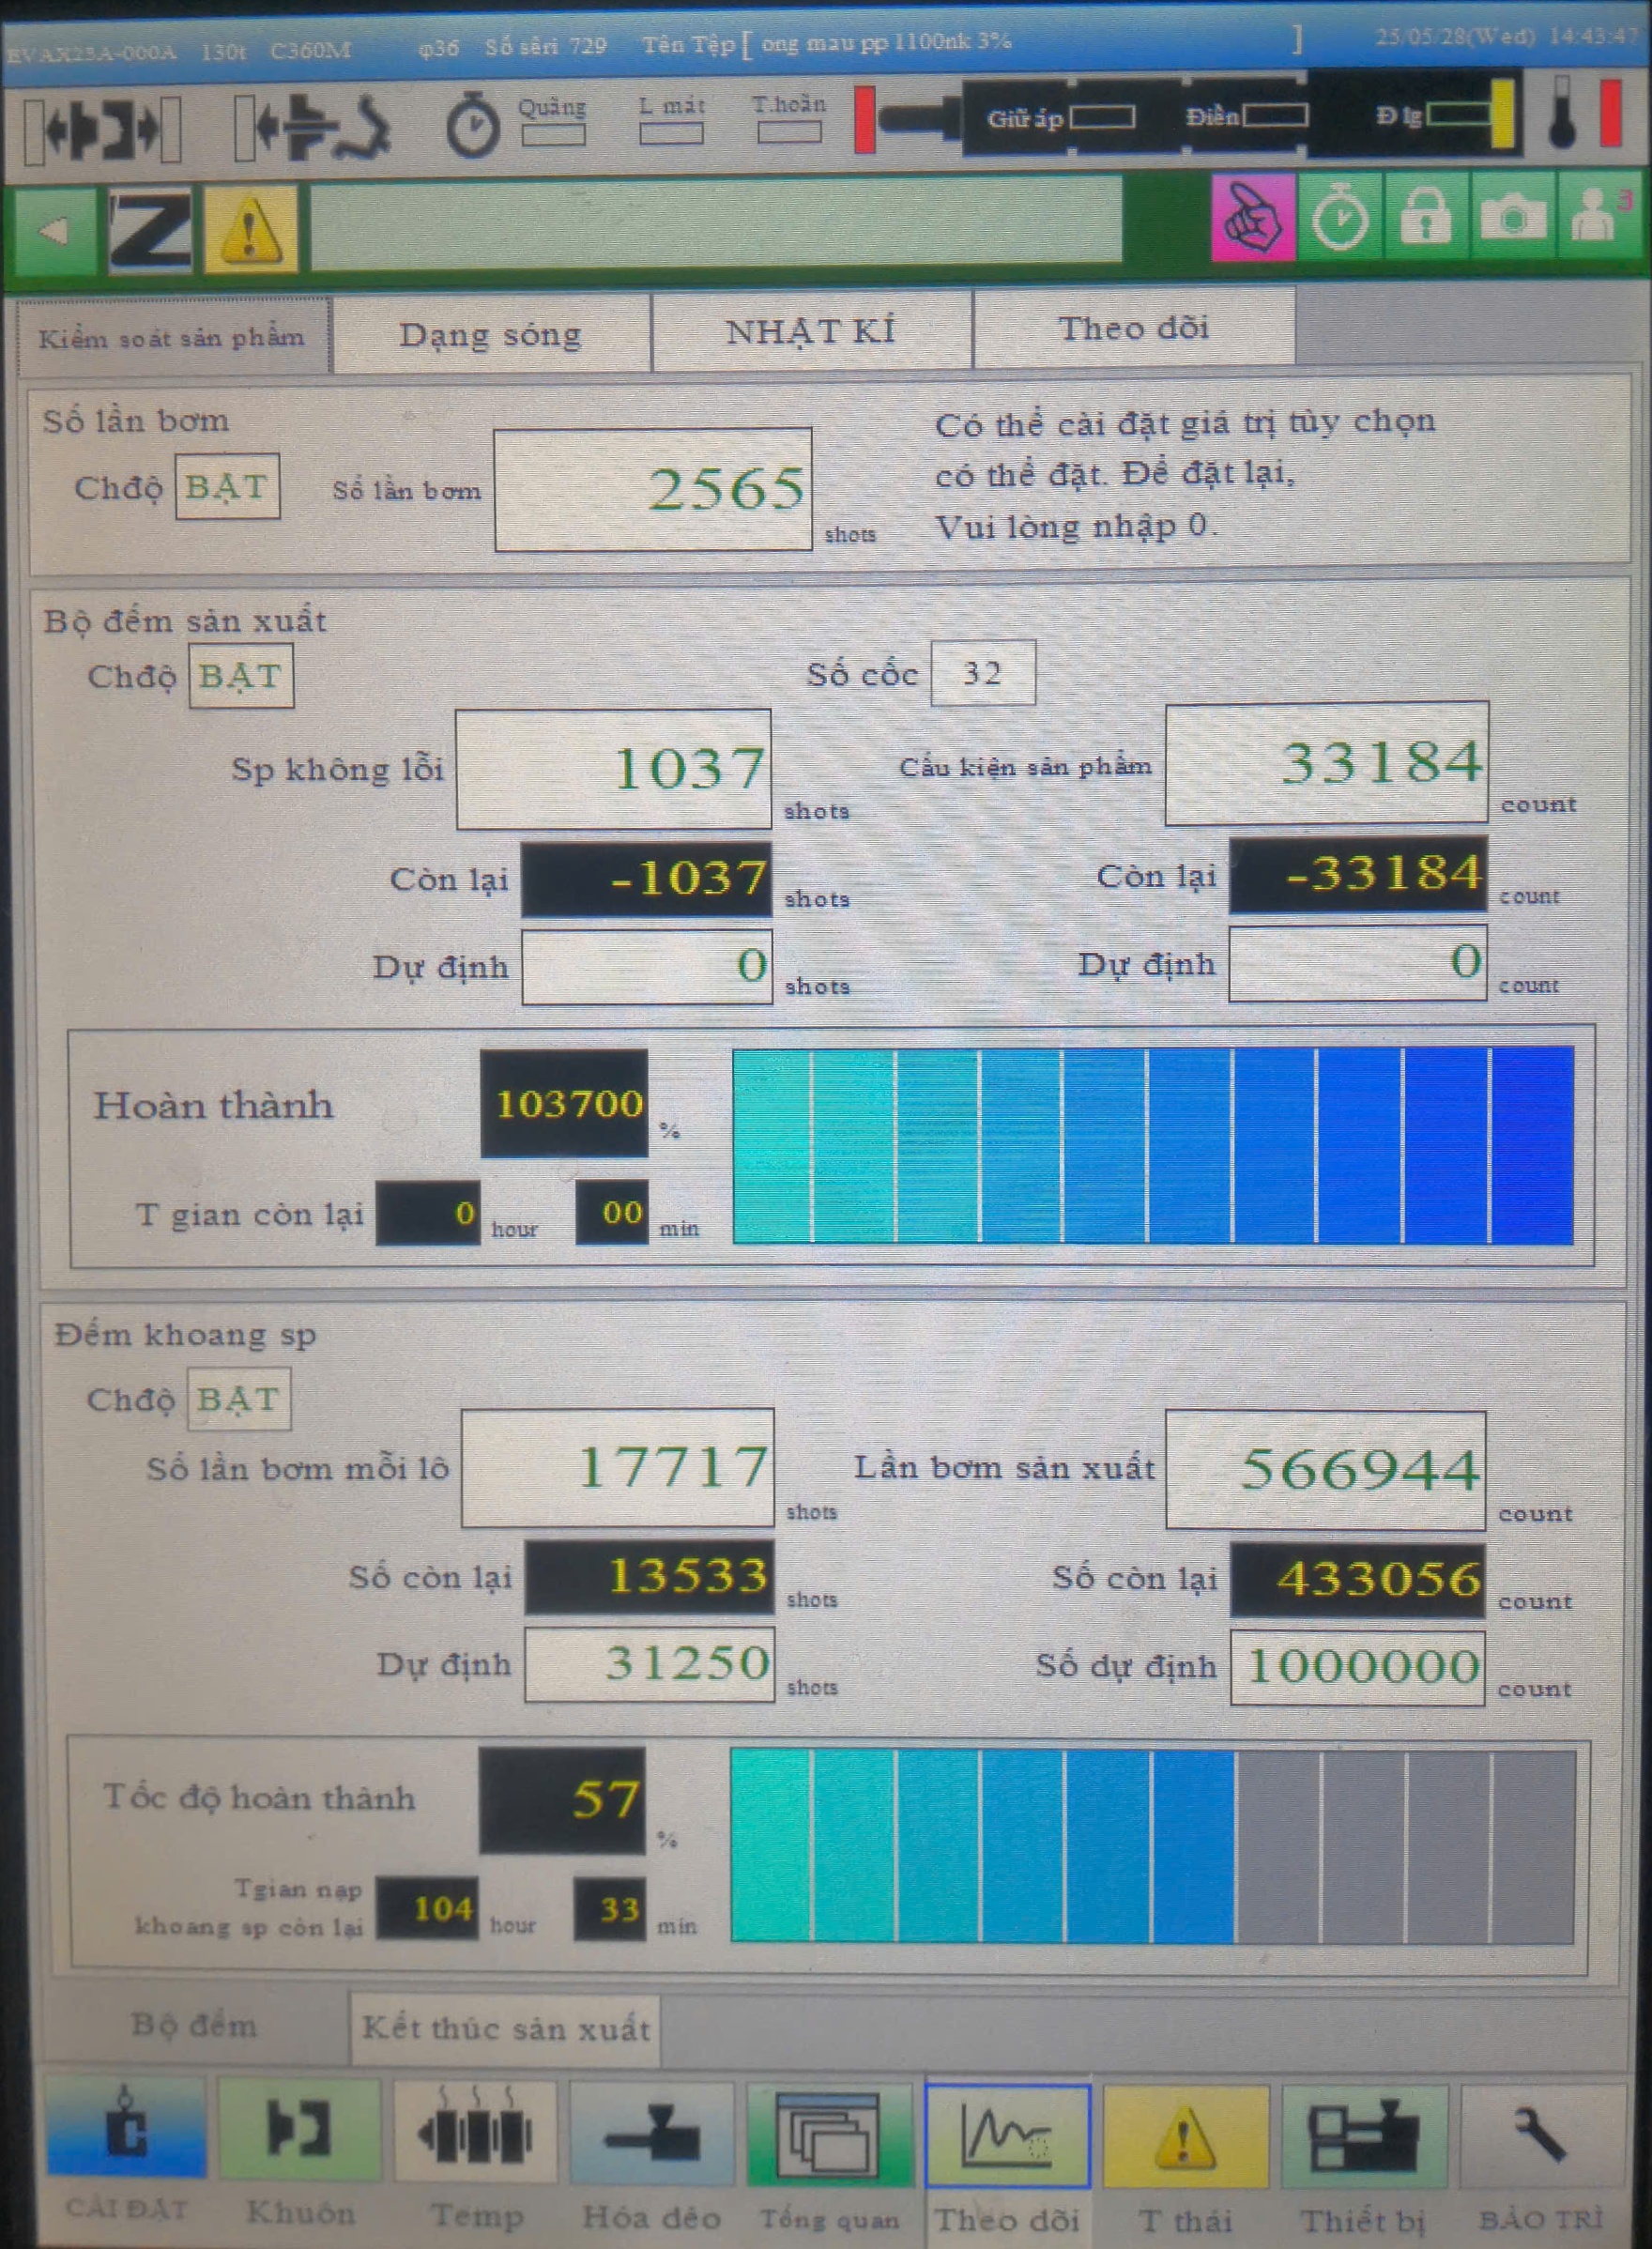 EVAX23A-000A 130t C360M φ36 Số sêri 729 Tên Tệp [ ong mau pp 1100nk 3% ] 25/05/28(Wed) 14:43:47
Quãng L mát T.hoãn Giữ áp Điền
3
Kiểm soát sản phẩm Dạng sóng NHẬT KÍ Theo dõi
Số lần bơm
Chđộ BẬT Số lần bơm 2565 shots
Có thể cài đặt giá trị tùy chọn
có thể đặt. Để đặt lại,
Vui lòng nhập 0.
Bộ đếm sản xuất
Chđộ BẬT Số cốc 32
Sp không lỗi 1037 shots Cấu kiện sản phẩm 33184 count
Còn lại -1037 shots Còn lại -33184 count
Dự định 0 shots Dự định 0 count
Hoàn thành 103700 %
T gian còn lại 0 hour 00 min
Đếm khoang sp
Chđộ BẬT
Số lần bơm mỗi lô 17717 shots Lần bơm sản xuất 566944 count
Số còn lại 13533 shots Số còn lại 433056 count
Dự định 31250 shots Số dự định 1000000 count
Tốc độ hoàn thành 57 %
Tgian nạp
khoang sp còn lại 104 hour 33 min
Bộ đếm Kết thúc sản xuất
CÀI ĐẶT Khuôn Temp Hóa dẻo Tổng quan Theo dõi T thái Thiết bị BẢO TRÌ